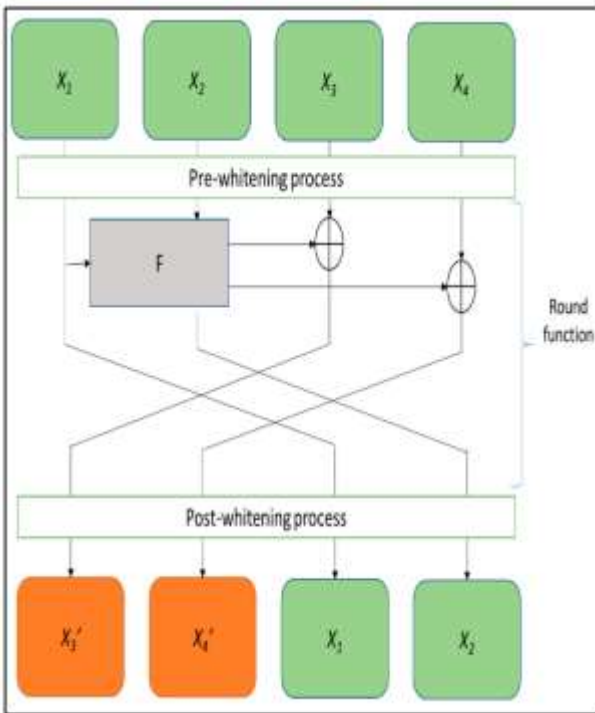 X1
X2
X3
X4
Pre-whitening process
F
Round
function
Post-whitening process
X3'
X4'
X1
X2